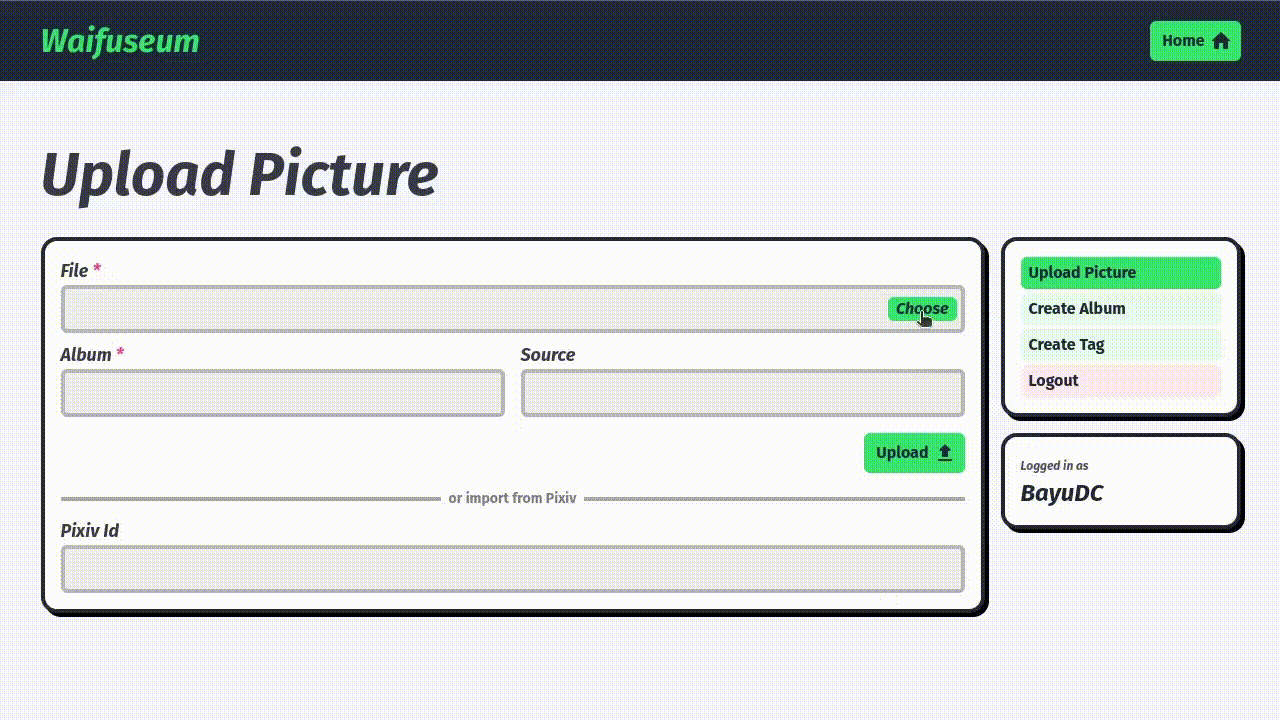 Waifuseum
Home
Upload Picture
File *
Choose
Album *
Source
Upload
or import from Pixiv
Pixiv Id
Upload Picture
Create Album
Create Tag
Logout
Logged in as
BayuDC